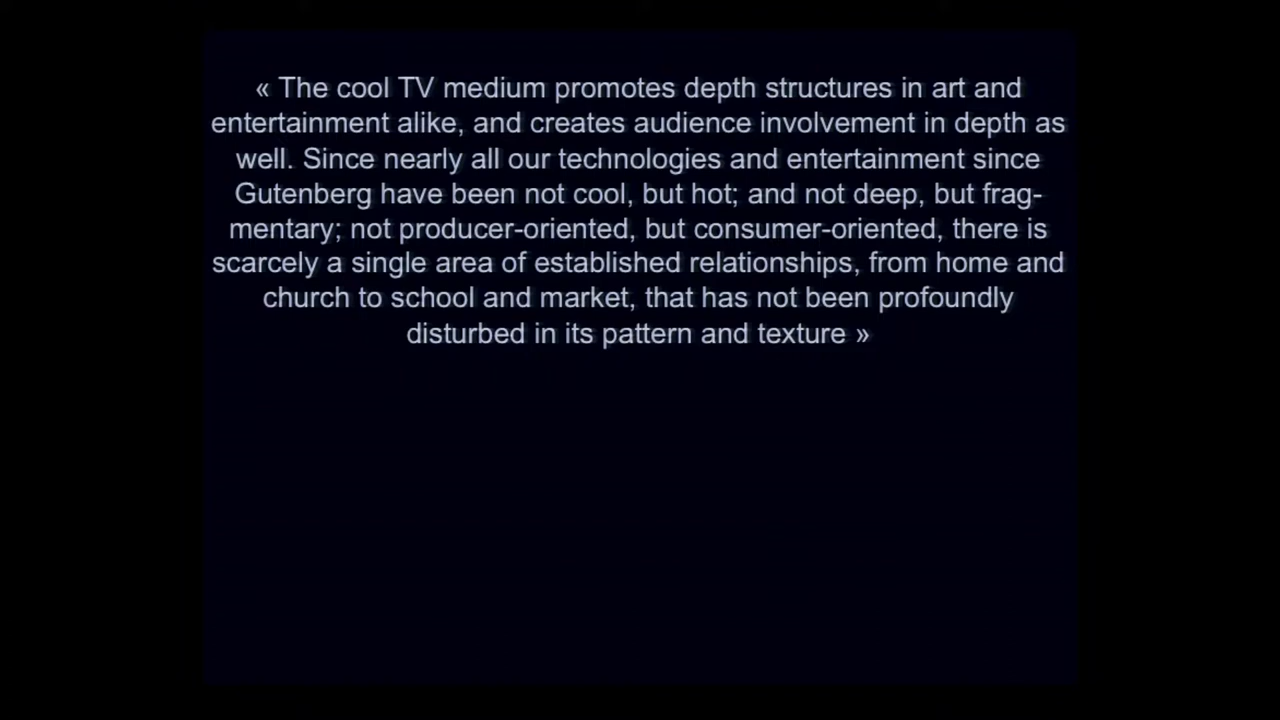 « The cool TV medium promotes depth structures in art and
entertainment alike, and creates audience involvement in depth as
well. Since nearly all our technologies and entertainment since
Gutenberg have been not cool, but hot; and not deep, but frag-
mentary; not producer-oriented, but consumer-oriented, there is
scarcely a single area of established relationships, from home and
church to school and market, that has not been profoundly
disturbed in its pattern and texture »